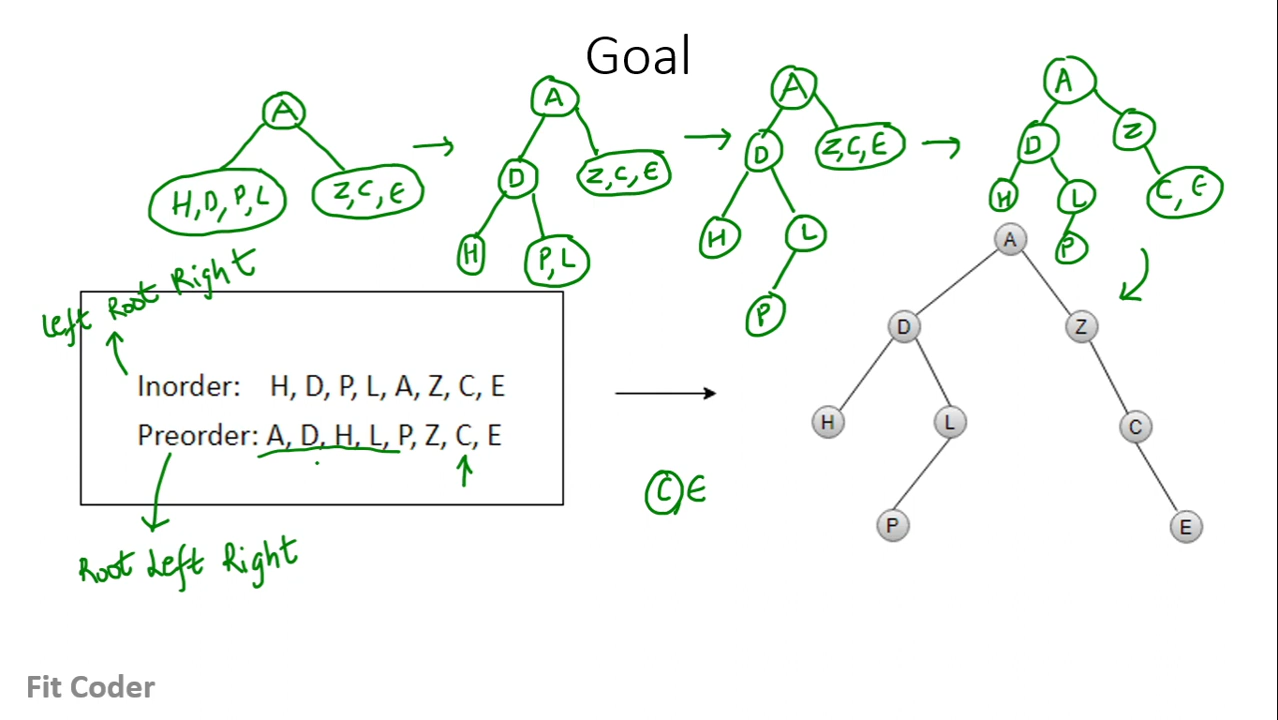 Goal
A
H,D,P,L
Z,C,E
→
A
D
Z,C,E
H
P,L
→
A
D
Z,C,E
H
L
P
→
A
D
Z
H
L
C,E
P
Left Root Right
Inorder: H, D, P, L, A, Z, C, E
Preorder: A, D, H, L, P, Z, C, E
Root Left Right
C E
A
D
Z
H
L
C
P
E
Fit Coder